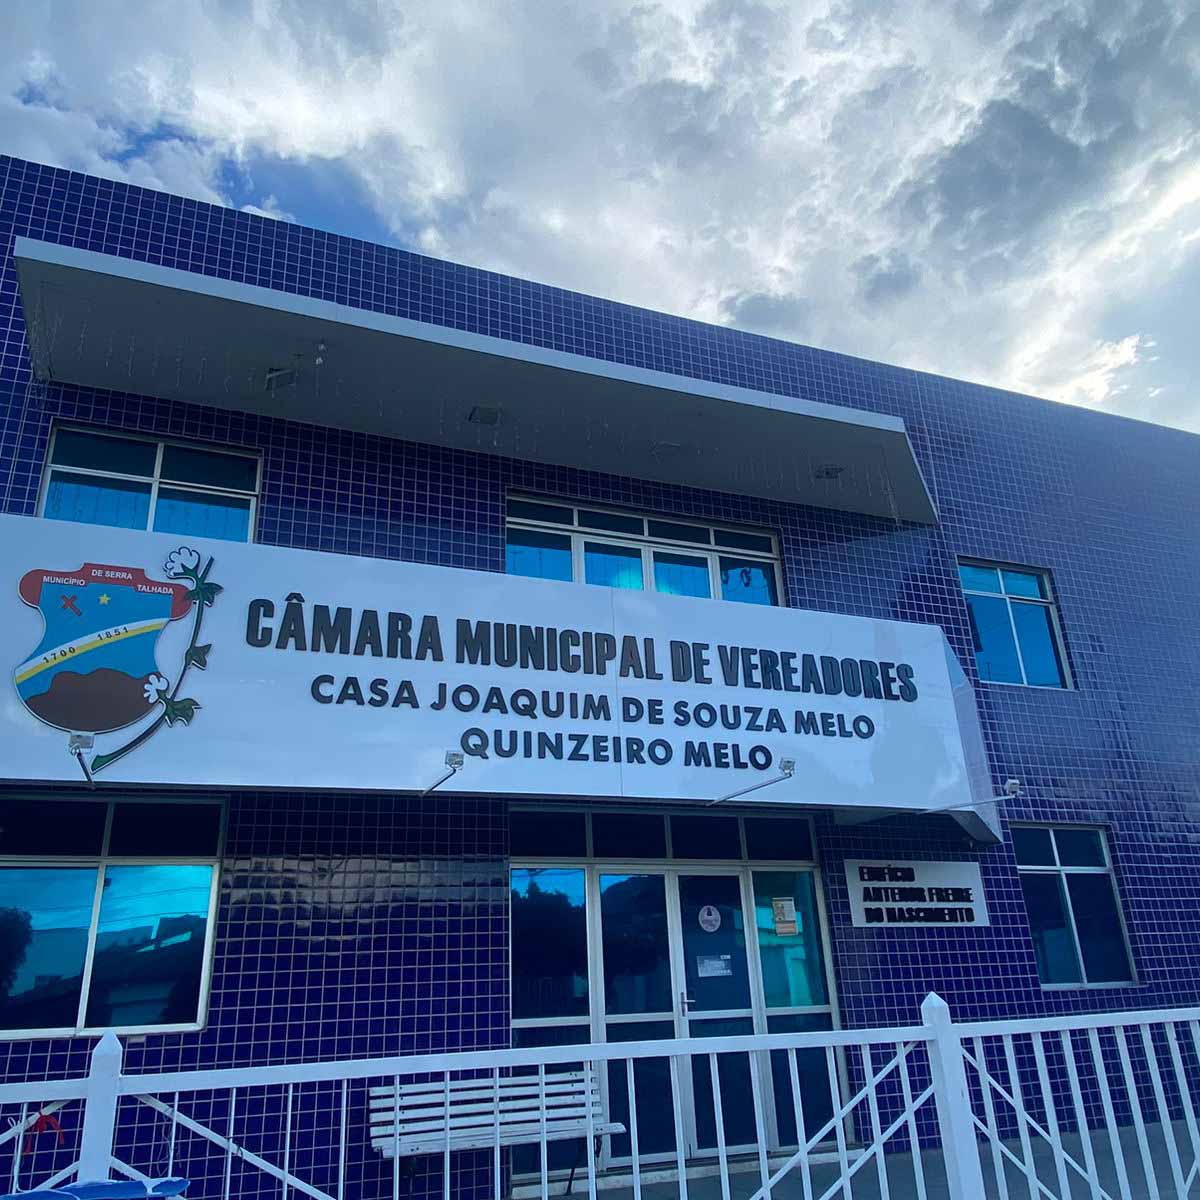 MUNICÍPIO DE SERRA TALHADA
1700 1851
CÂMARA MUNICIPAL DE VEREADORES
CASA JOAQUIM DE SOUZA MELO
QUINZEIRO MELO
EDIFÍCIO
ANTENOR FREIRE
DO NASCIMENTO